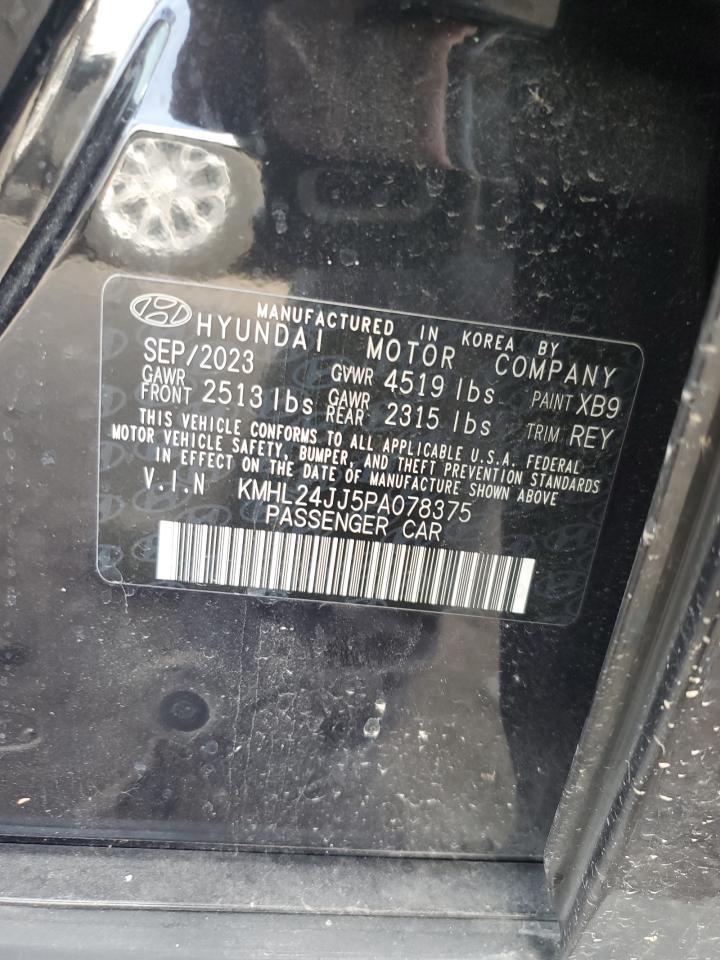 MANUFACTURED IN KOREA BY
HYUNDAI MOTOR COMPANY
SEP/2023 GVWR 4519 lbs PAINT XB9
GAWR FRONT 2513 lbs GAWR REAR 2315 lbs TRIM REY
THIS VEHICLE CONFORMS TO ALL APPLICABLE U.S.A. FEDERAL
MOTOR VEHICLE SAFETY, BUMPER, AND THEFT PREVENTION STANDARDS
IN EFFECT ON THE DATE OF MANUFACTURE SHOWN ABOVE
V.I.N KMHL24JJ5PA078375
PASSENGER CAR